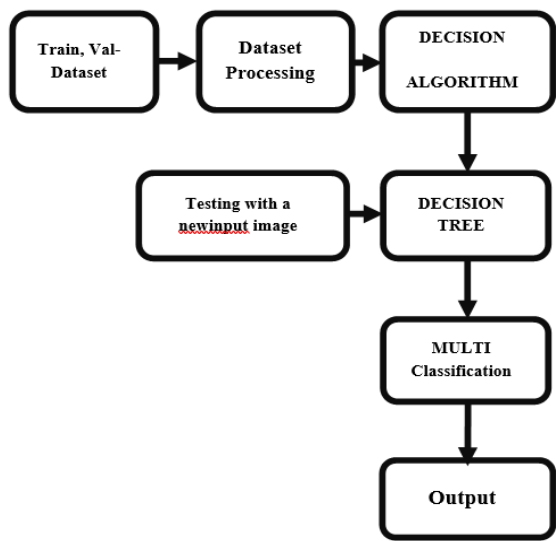 Train, Val-
Dataset
Dataset
Processing
DECISION
ALGORITHM
Testing with a
newinput image
DECISION
TREE
MULTI
Classification
Output